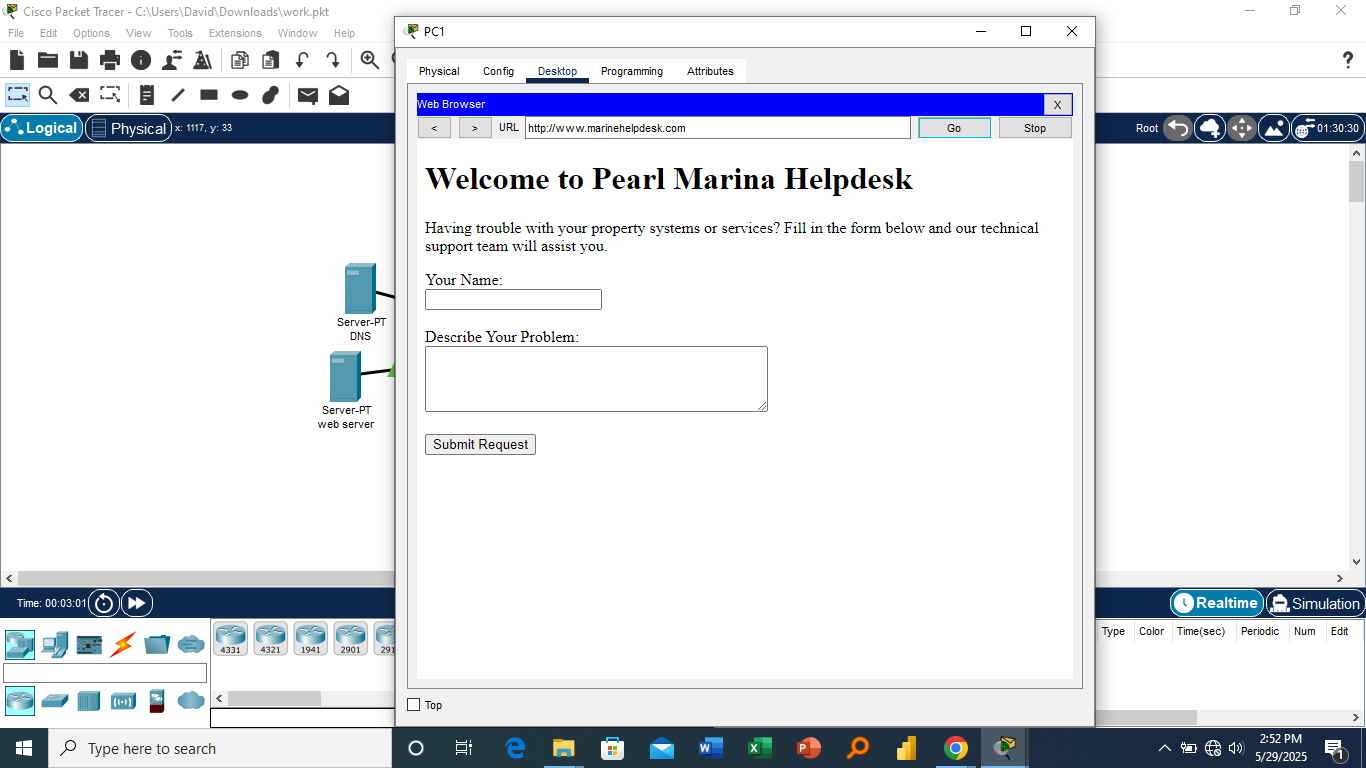 Cisco Packet Tracer - C:\Users\David\Downloads\work.pkt
File Edit Options View Tools Extensions Window Help
PC1
Physical Config Desktop Programming Attributes
Web Browser
X
< > URL http://www.marinehelpdesk.com Go Stop
Logical Physical x: 1117, y: 33
Root 01:30:30
Welcome to Pearl Marina Helpdesk
Having trouble with your property systems or services? Fill in the form below and our technical
support team will assist you.
Your Name:
Describe Your Problem:
Submit Request
Server-PT
DNS
Server-PT
web server
Time: 00:03:01
Realtime Simulation
4331 4321 1941 2901 291
Type Color Time(sec) Periodic Num Edit
Top
Type here to search
2:52 PM
5/29/2025
1